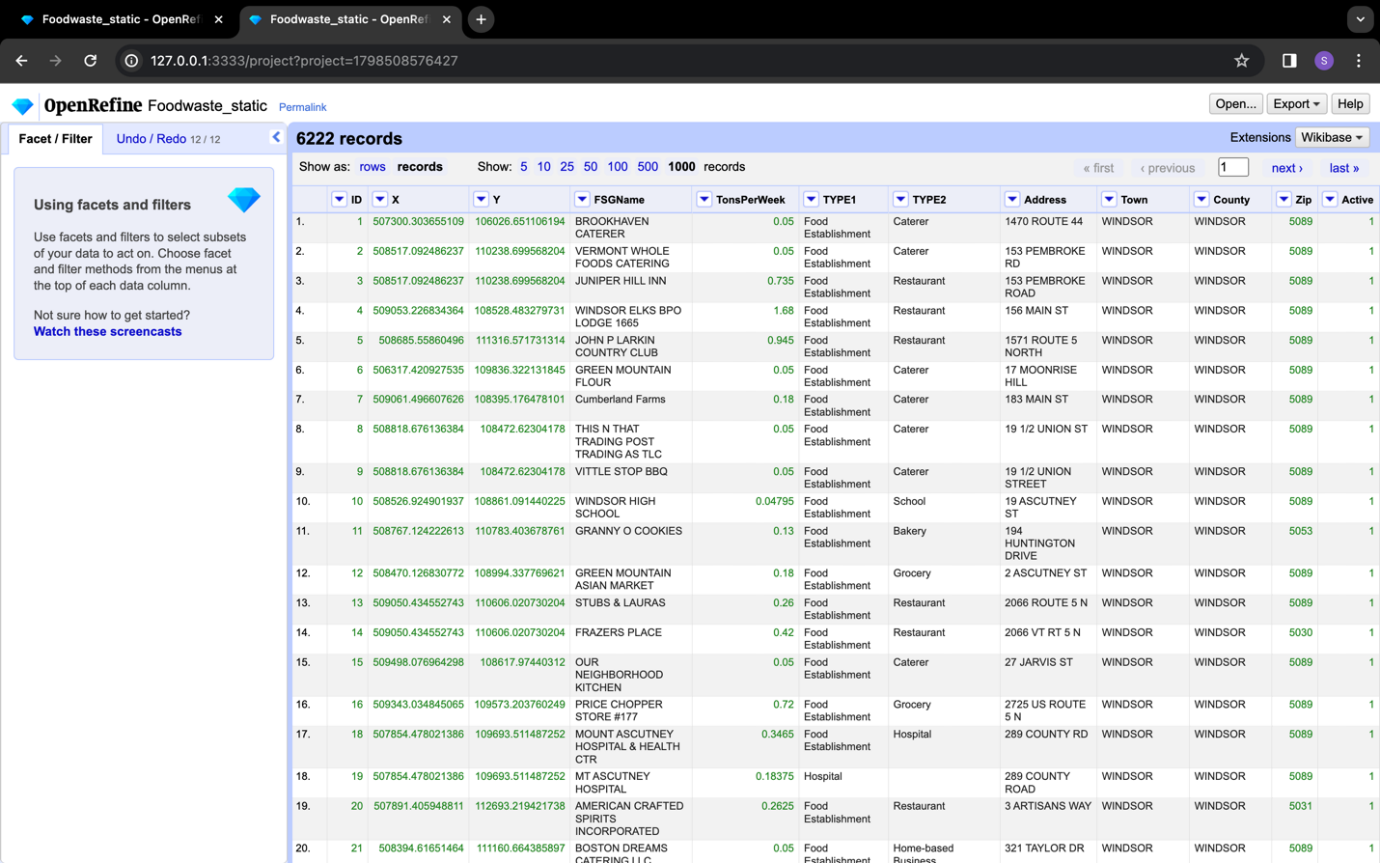 Foodwaste_static - OpenRef
Foodwaste_static - OpenRefi
127.0.0.1:3333/project?project=1798508576427
S
OpenRefine Foodwaste_static Permalink
Open... Export Help
Facet / Filter Undo / Redo 12 / 12
6222 records
Extensions Wikibase
Show as: rows records Show: 5 10 25 50 100 500 1000 records
« first ‹ previous 1 next › last »
Using facets and filters
Use facets and filters to select subsets
of your data to act on. Choose facet
and filter methods from the menus at
the top of each data column.
Not sure how to get started?
Watch these screencasts
ID X Y FSGName TonsPerWeek TYPE1 TYPE2 Address Town County Zip Active
1. 1 507300.303655109 106026.651106194 BROOKHAVEN 0.05 Food Caterer 1470 ROUTE 44 WINDSOR WINDSOR 5089 1
CATERER Establishment
2. 2 508517.092486237 110238.699568204 VERMONT WHOLE 0.05 Food Caterer 153 PEMBROKE WINDSOR WINDSOR 5089 1
FOODS CATERING Establishment RD
3. 3 508517.092486237 110238.699568204 JUNIPER HILL INN 0.735 Food Restaurant 153 PEMBROKE WINDSOR WINDSOR 5089 1
Establishment ROAD
4. 4 509053.226834364 108528.483279731 WINDSOR ELKS BPO 1.68 Food Restaurant 156 MAIN ST WINDSOR WINDSOR 5089 1
LODGE 1665 Establishment
5. 5 508685.55860496 111316.571731314 JOHN P LARKIN 0.945 Food Restaurant 1571 ROUTE 5 WINDSOR WINDSOR 5089 1
COUNTRY CLUB Establishment NORTH
6. 6 506317.420927535 109836.322131845 GREEN MOUNTAIN 0.05 Food Caterer 17 MOONRISE WINDSOR WINDSOR 5089 1
FLOUR Establishment HILL
7. 7 509061.496607626 108395.176478101 Cumberland Farms 0.18 Food Caterer 183 MAIN ST WINDSOR WINDSOR 5089 1
Establishment
8. 8 508818.676136384 108472.62304178 THIS N THAT 0.05 Food Caterer 19 1/2 UNION ST WINDSOR WINDSOR 5089 1
TRADING POST Establishment
TRADING AS TLC
9. 9 508818.676136384 108472.62304178 VITTLE STOP BBQ 0.05 Food Caterer 19 1/2 UNION WINDSOR WINDSOR 5089 1
Establishment STREET
10. 10 508526.924901937 108861.091440225 WINDSOR HIGH 0.04795 Food School 19 ASCUTNEY WINDSOR WINDSOR 5089 1
SCHOOL Establishment ST
11. 11 508767.124222613 110783.403678761 GRANNY O COOKIES 0.13 Food Bakery 194 WINDSOR WINDSOR 5053 1
Establishment HUNTINGTON
DRIVE
12. 12 508470.126830772 108994.337769621 GREEN MOUNTAIN 0.18 Food Grocery 2 ASCUTNEY ST WINDSOR WINDSOR 5089 1
ASIAN MARKET Establishment
13. 13 509050.434552743 110606.020730204 STUBS & LAURAS 0.26 Food Restaurant 2066 ROUTE 5 N WINDSOR WINDSOR 5089 1
Establishment
14. 14 509050.434552743 110606.020730204 FRAZERS PLACE 0.42 Food Restaurant 2066 VT RT 5 N WINDSOR WINDSOR 5030 1
Establishment
15. 15 509498.076964298 108617.97440312 OUR 0.05 Food Caterer 27 JARVIS ST WINDSOR WINDSOR 5089 1
NEIGHBORHOOD Establishment
KITCHEN
16. 16 509343.034845065 109573.203760249 PRICE CHOPPER 0.72 Food Grocery 2725 US ROUTE WINDSOR WINDSOR 5089 1
STORE #177 Establishment 5 N
17. 18 507854.478021386 109693.511487252 MOUNT ASCUTNEY 0.3465 Food Hospital 289 COUNTY RD WINDSOR WINDSOR 5089 1
HOSPITAL & HEALTH Establishment
CTR
18. 19 507854.478021386 109693.511487252 MT ASCUTNEY 0.18375 Hospital 289 COUNTY WINDSOR WINDSOR 5089 1
HOSPITAL ROAD
19. 20 507891.405948811 112693.219421738 AMERICAN CRAFTED 0.2625 Food Restaurant 3 ARTISANS WAY WINDSOR WINDSOR 5031 1
SPIRITS Establishment
INCORPORATED
20. 21 508394.61651464 111160.664385897 BOSTON DREAMS 0.05 Food Home-based 321 TAYLOR DR WINDSOR WINDSOR 5089 1
CATERING LLC Establishment Business